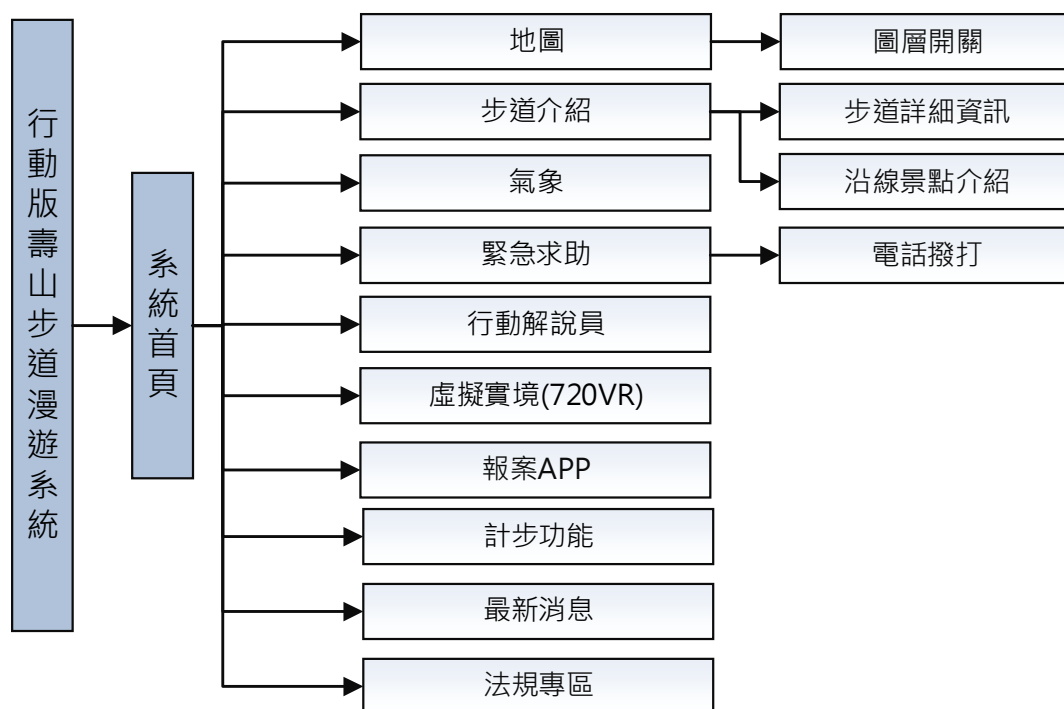 行動版壽山步道漫遊系統
系統首頁
地圖
圖層開關
步道介紹
步道詳細資訊
沿線景點介紹
氣象
緊急求助
電話撥打
行動解說員
虛擬實境(720VR)
報案APP
計步功能
最新消息
法規專區